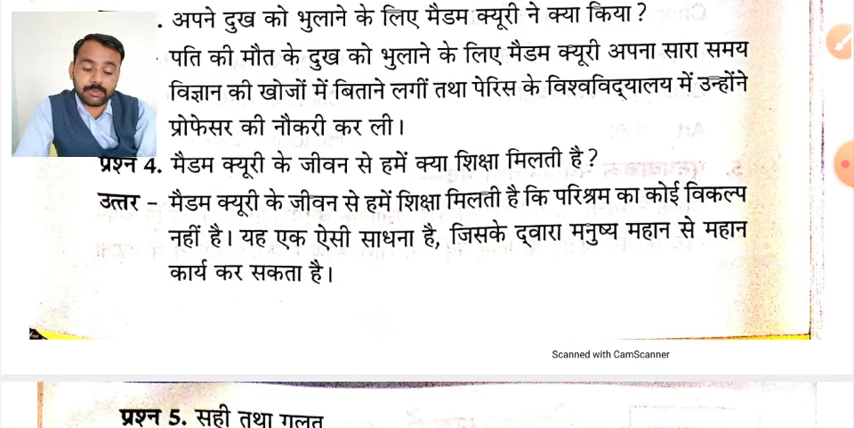 . अपने दुख को भुलाने के लिए मैडम क्यूरी ने क्या किया?
पति की मौत के दुख को भुलाने के लिए मैडम क्यूरी अपना सारा समय
विज्ञान की खोजों में बिताने लगीं तथा पेरिस के विश्वविद्यालय में उन्होंने
प्रोफेसर की नौकरी कर ली।
प्रश्न 4. मैडम क्यूरी के जीवन से हमें क्या शिक्षा मिलती है?
उत्तर - मैडम क्यूरी के जीवन से हमें शिक्षा मिलती है कि परिश्रम का कोई विकल्प
नहीं है। यह एक ऐसी साधना है, जिसके द्वारा मनुष्य महान से महान
कार्य कर सकता है।
Scanned with CamScanner
प्रश्न 5. सही तथा गलत